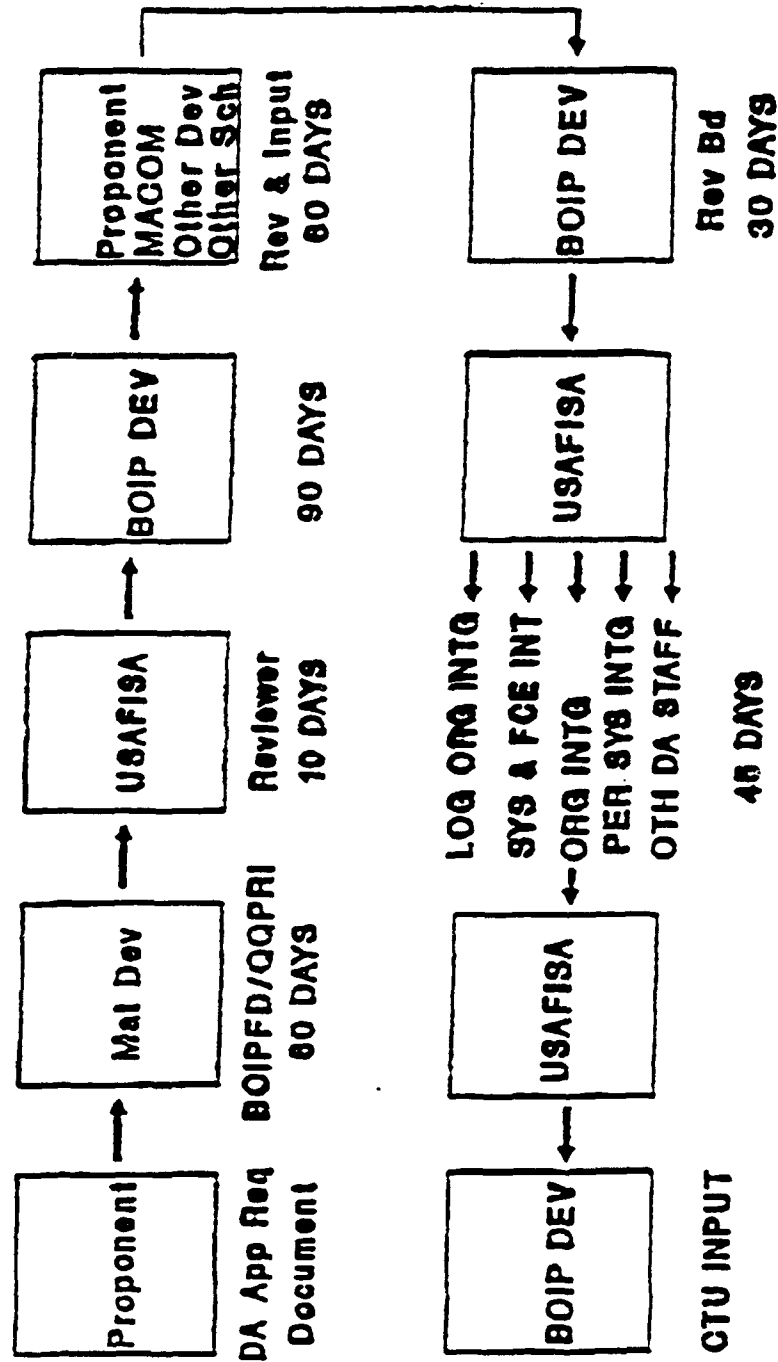 Proponent
DA App Req
Document
Mat Dev
BOIPFD/QQPRI
60 DAYS
USAFISA
Reviewer
10 DAYS
BOIP DEV
90 DAYS
Proponent
MACOM
Other Dev
Other Sch
Rev & Input
60 DAYS
BOIP DEV
Rev Bd
30 DAYS
USAFISA
LOG ORG INTG
SYS & FCE INT
ORG INTG
PER SYS INTG
OTH DA STAFF
45 DAYS
USAFISA
BOIP DEV
CTU INPUT